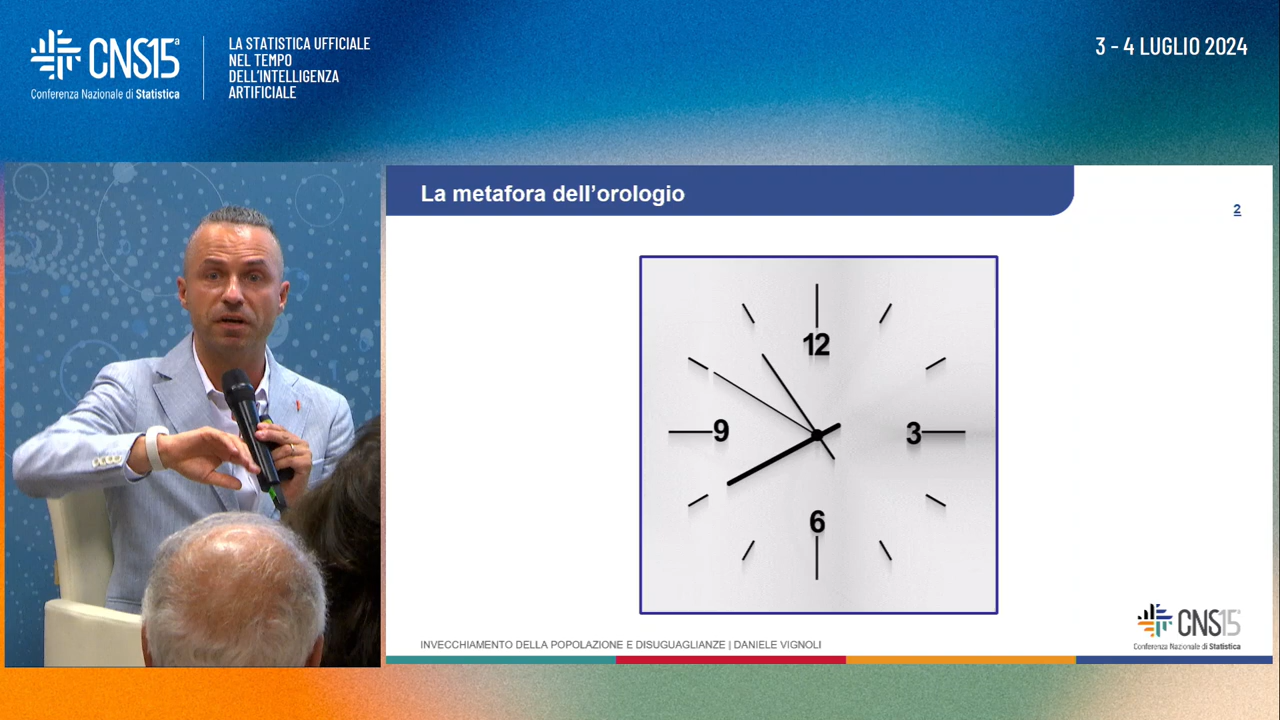 CNS15ª
Conferenza Nazionale di Statistica
LA STATISTICA UFFICIALE
NEL TEMPO
DELL'INTELLIGENZA
ARTIFICIALE
3 - 4 LUGLIO 2024
La metafora dell'orologio
2
12
9
3
6
INVECCHIAMENTO DELLA POPOLAZIONE E DISUGUAGLIANZE | DANIELE VIGNOLI
CNS15ª
Conferenza Nazionale di Statistica